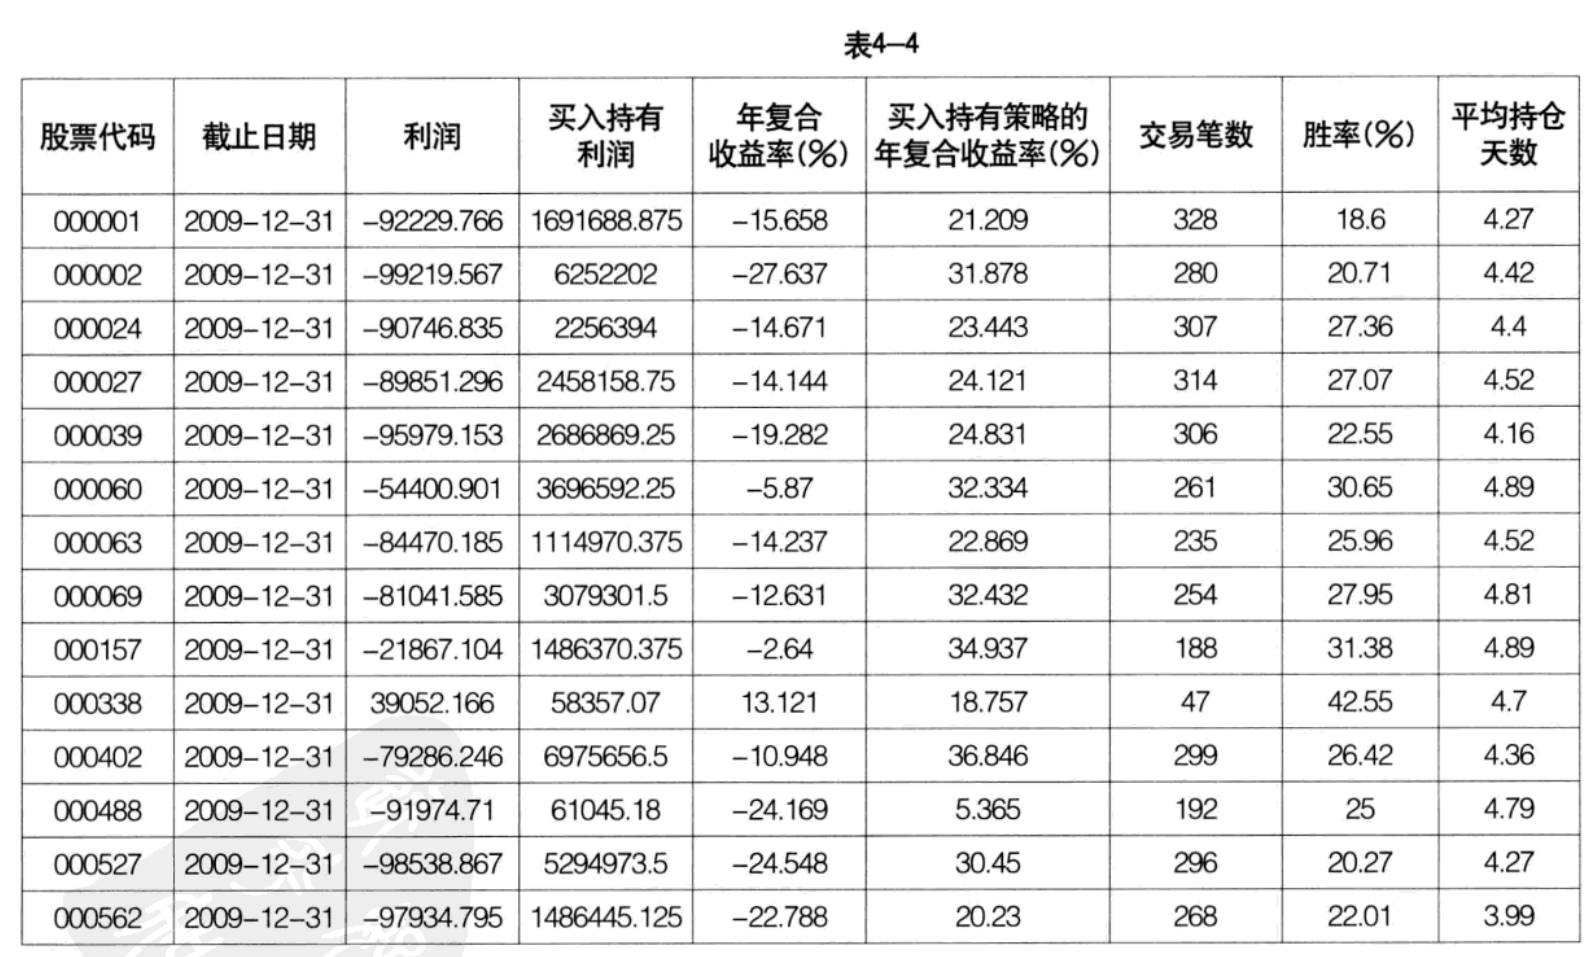 表4-4
股票代码 截止日期 利润 买入持有利润 年复合收益率(%) 买入持有策略的年复合收益率(%) 交易笔数 胜率(%) 平均持仓天数
000001 2009-12-31 -92229.766 1691688.875 -15.658 21.209 328 18.6 4.27
000002 2009-12-31 -99219.567 6252202 -27.637 31.878 280 20.71 4.42
000024 2009-12-31 -90746.835 2256394 -14.671 23.443 307 27.36 4.4
000027 2009-12-31 -89851.296 2458158.75 -14.144 24.121 314 27.07 4.52
000039 2009-12-31 -95979.153 2686869.25 -19.282 24.831 306 22.55 4.16
000060 2009-12-31 -54400.901 3696592.25 -5.87 32.334 261 30.65 4.89
000063 2009-12-31 -84470.185 1114970.375 -14.237 22.869 235 25.96 4.52
000069 2009-12-31 -81041.585 3079301.5 -12.631 32.432 254 27.95 4.81
000157 2009-12-31 -21867.104 1486370.375 -2.64 34.937 188 31.38 4.89
000338 2009-12-31 39052.166 58357.07 13.121 18.757 47 42.55 4.7
000402 2009-12-31 -79286.246 6975656.5 -10.948 36.846 299 26.42 4.36
000488 2009-12-31 -91974.71 61045.18 -24.169 5.365 192 25 4.79
000527 2009-12-31 -98538.867 5294973.5 -24.548 30.45 296 20.27 4.27
000562 2009-12-31 -97934.795 1486445.125 -22.788 20.23 268 22.01 3.99